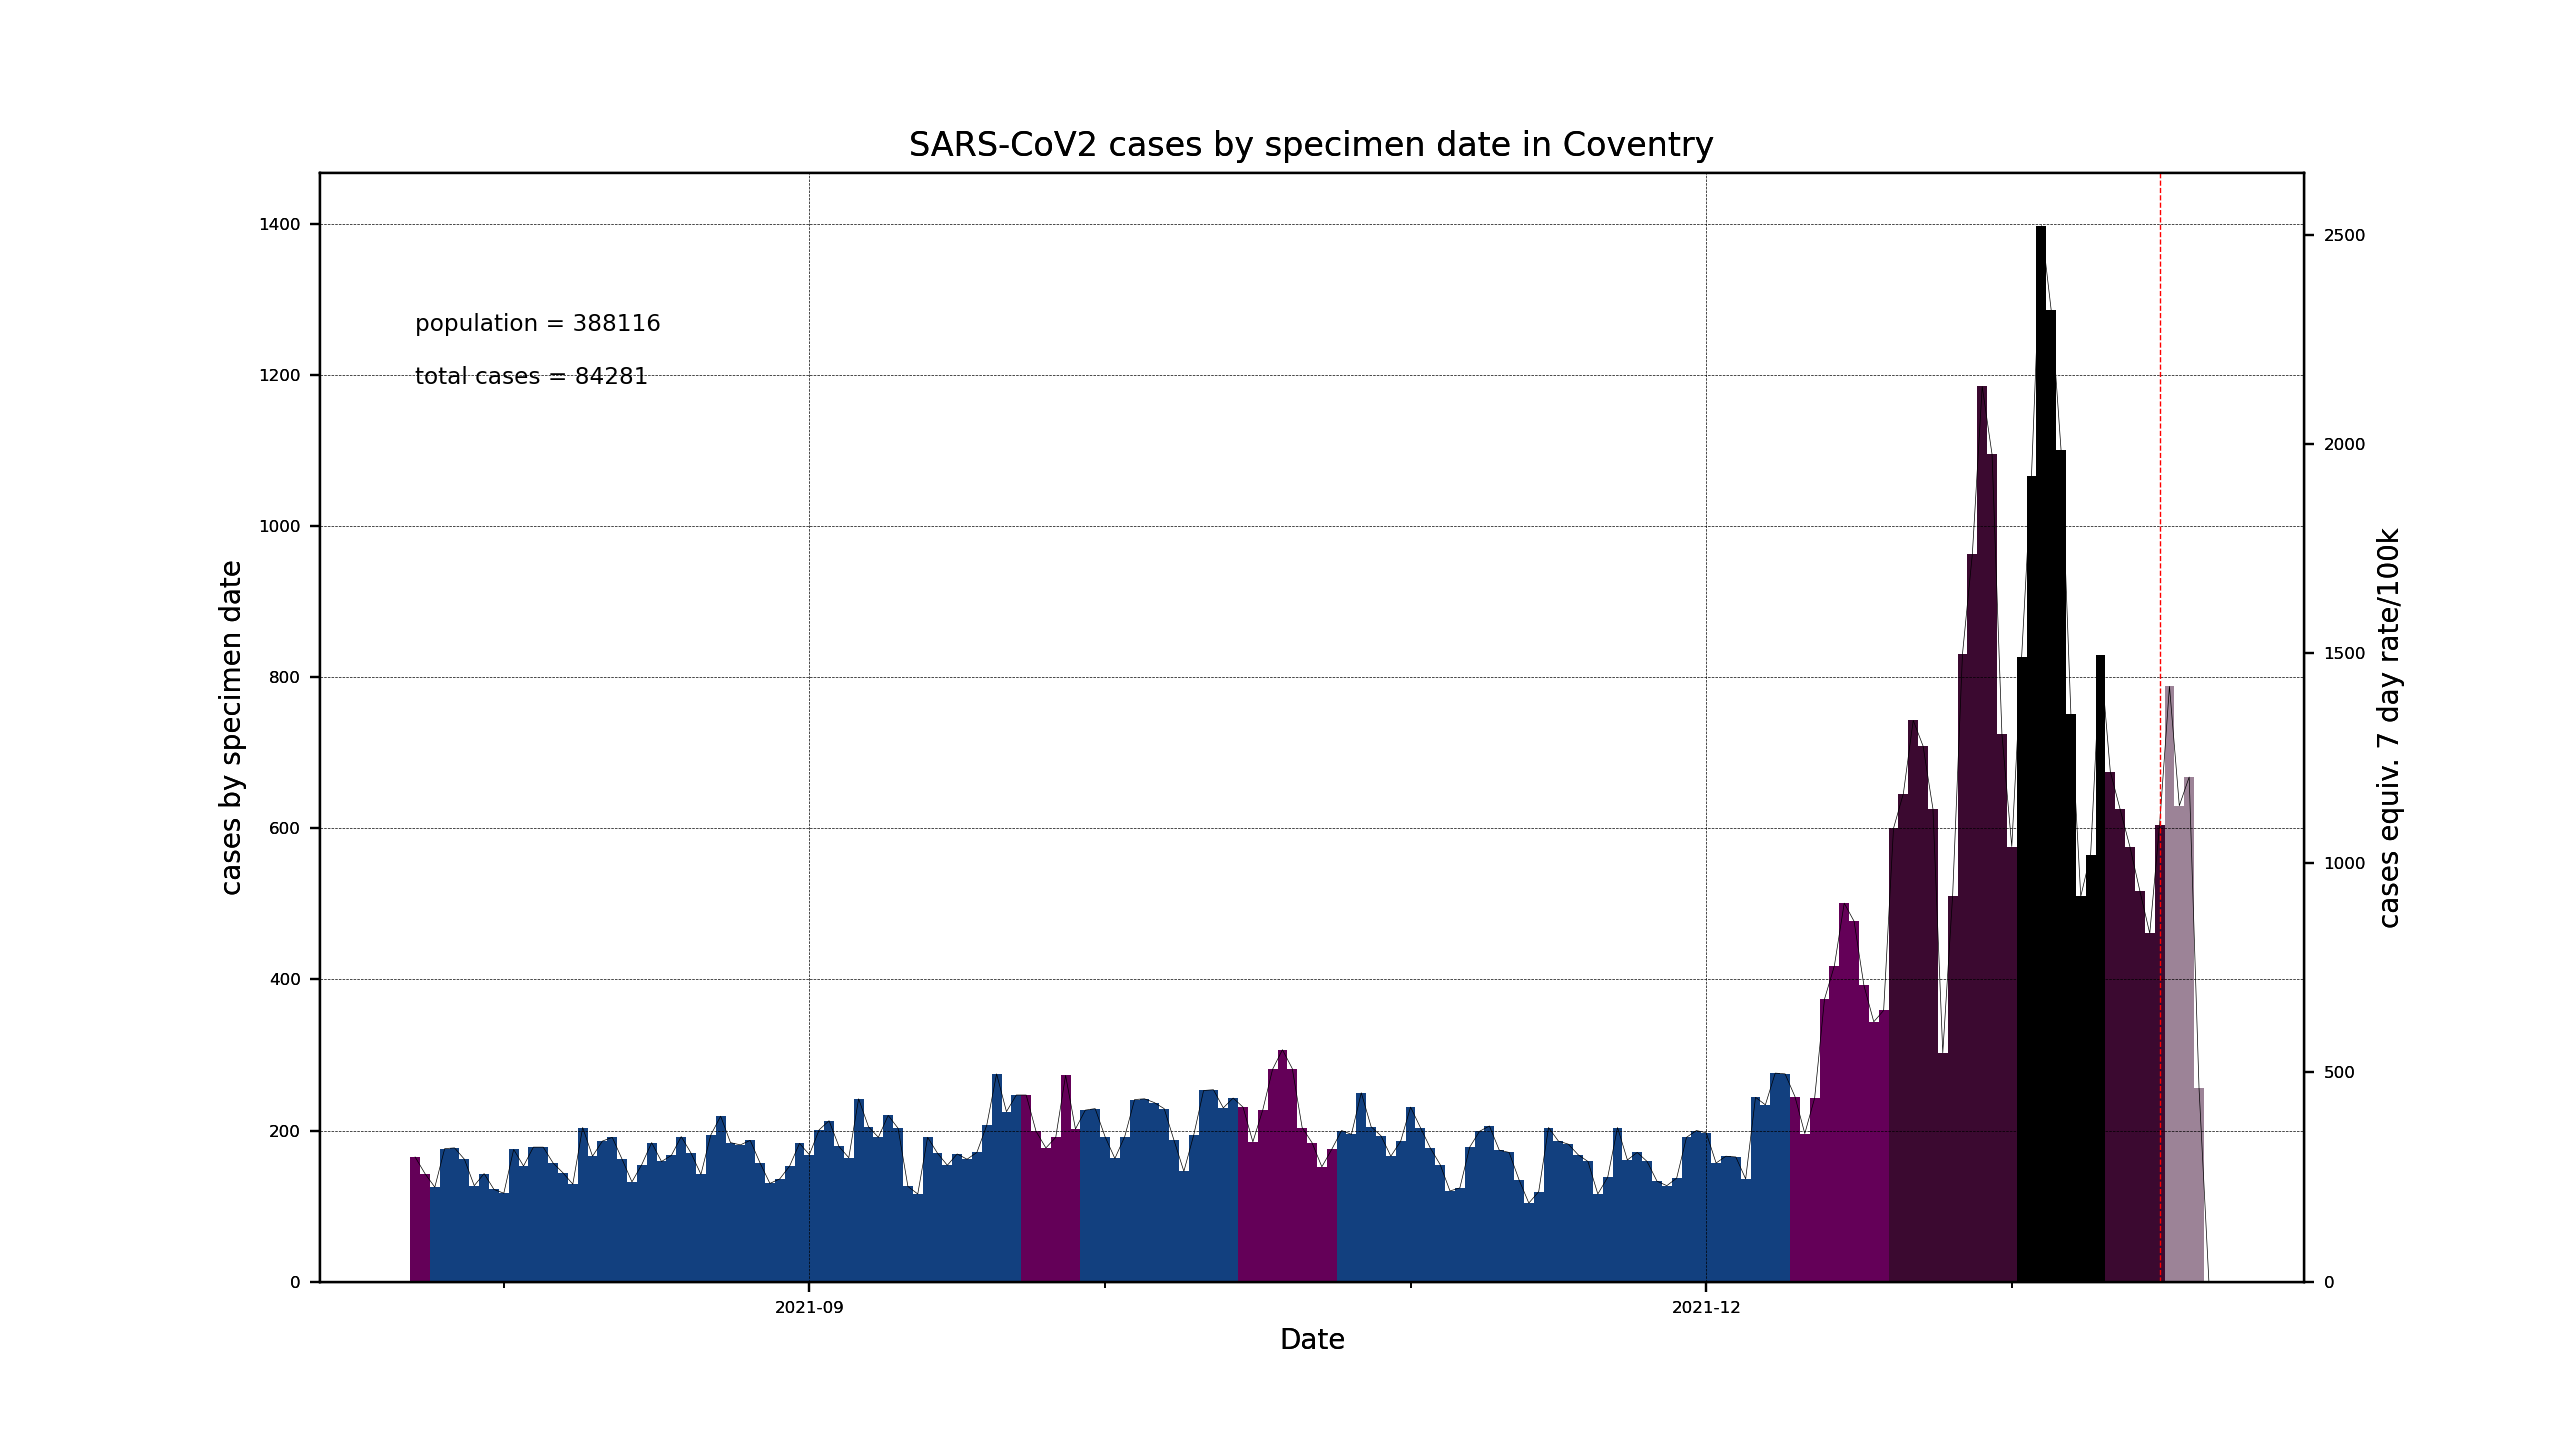 SARS-CoV2 cases by specimen date in Coventry
population = 388116
total cases = 84281
cases by specimen date
1400
1200
1000
800
600
400
200
0
2500
2000
1500
1000
500
0
cases equiv. 7 day rate/100k
2021-09
2021-12
Date